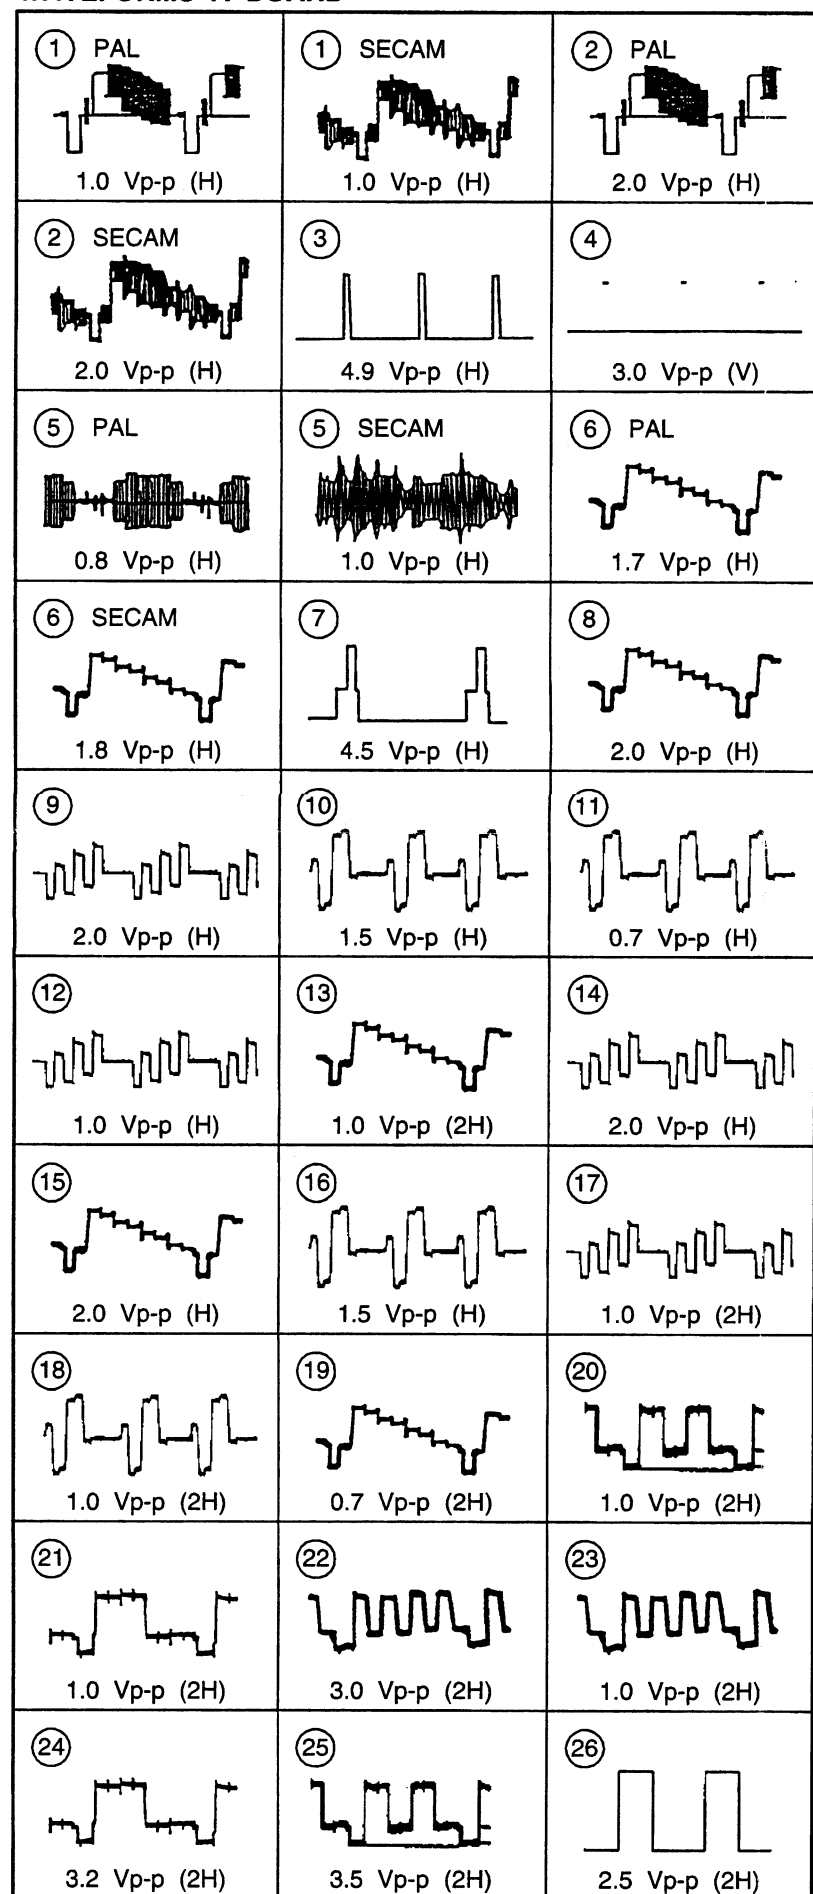 ① PAL
1.0 Vp-p (H)
① SECAM
1.0 Vp-p (H)
② PAL
2.0 Vp-p (H)
② SECAM
2.0 Vp-p (H)
③
4.9 Vp-p (H)
④
3.0 Vp-p (V)
⑤ PAL
0.8 Vp-p (H)
⑤ SECAM
1.0 Vp-p (H)
⑥ PAL
1.7 Vp-p (H)
⑥ SECAM
1.8 Vp-p (H)
⑦
4.5 Vp-p (H)
⑧
2.0 Vp-p (H)
⑨
2.0 Vp-p (H)
⑩
1.5 Vp-p (H)
⑪
0.7 Vp-p (H)
⑫
1.0 Vp-p (H)
⑬
1.0 Vp-p (2H)
⑭
2.0 Vp-p (H)
⑮
2.0 Vp-p (H)
⑯
1.5 Vp-p (H)
⑰
1.0 Vp-p (2H)
⑱
1.0 Vp-p (2H)
⑲
0.7 Vp-p (2H)
⑳
1.0 Vp-p (2H)
㉑
1.0 Vp-p (2H)
㉒
3.0 Vp-p (2H)
㉓
1.0 Vp-p (2H)
㉔
3.2 Vp-p (2H)
㉕
3.5 Vp-p (2H)
㉖
2.5 Vp-p (2H)